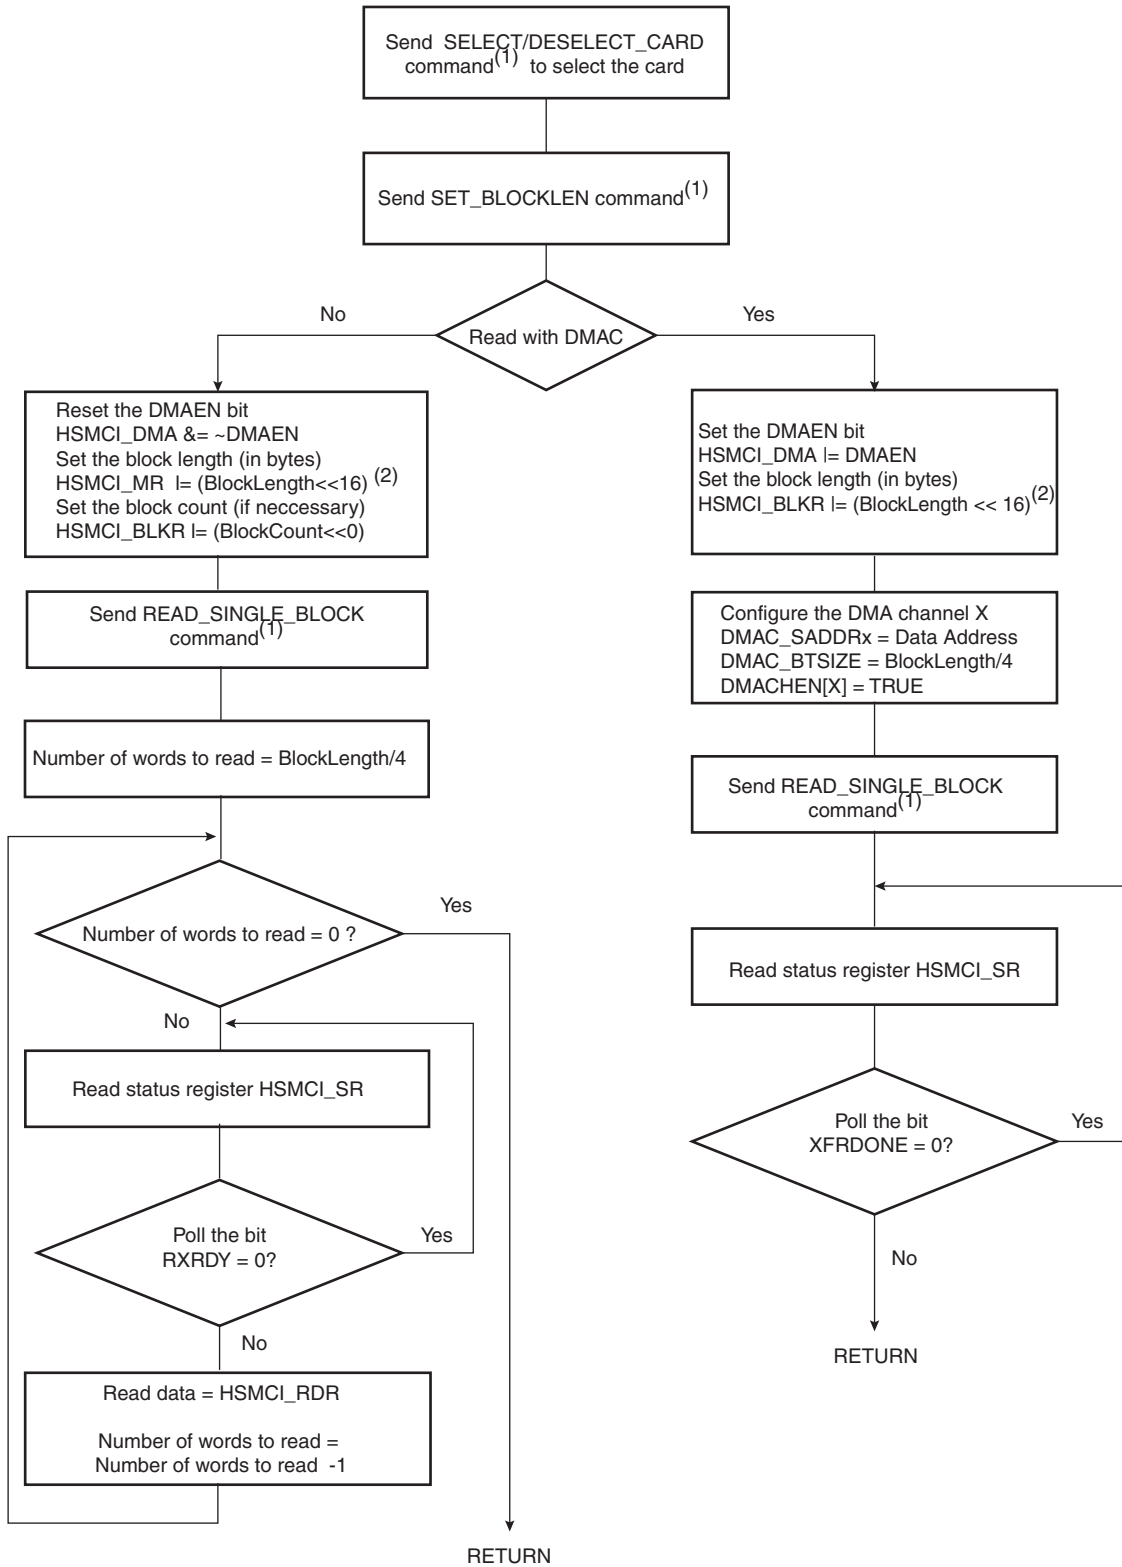 Send SELECT/DESELECT_CARD
command(1) to select the card
Send SET_BLOCKLEN command(1)
No
Yes
Read with DMAC
Reset the DMAEN bit
HSMCI_DMA &= ~DMAEN
Set the block length (in bytes)
HSMCI_MR |= (BlockLength<<16) (2)
Set the block count (if neccessary)
HSMCI_BLKR |= (BlockCount<<0)
Send READ_SINGLE_BLOCK
command(1)
Number of words to read = BlockLength/4
Number of words to read = 0 ?
Yes
No
Read status register HSMCI_SR
Poll the bit
RXRDY = 0?
Yes
No
Read data = HSMCI_RDR
Number of words to read =
Number of words to read -1
RETURN
Set the DMAEN bit
HSMCI_DMA |= DMAEN
Set the block length (in bytes)
HSMCI_BLKR |= (BlockLength << 16)(2)
Configure the DMA channel X
DMAC_SADDRx = Data Address
DMAC_BTSIZE = BlockLength/4
DMACHEN[X] = TRUE
Send READ_SINGLE_BLOCK
command(1)
Read status register HSMCI_SR
Poll the bit
XFRDONE = 0?
Yes
No
RETURN